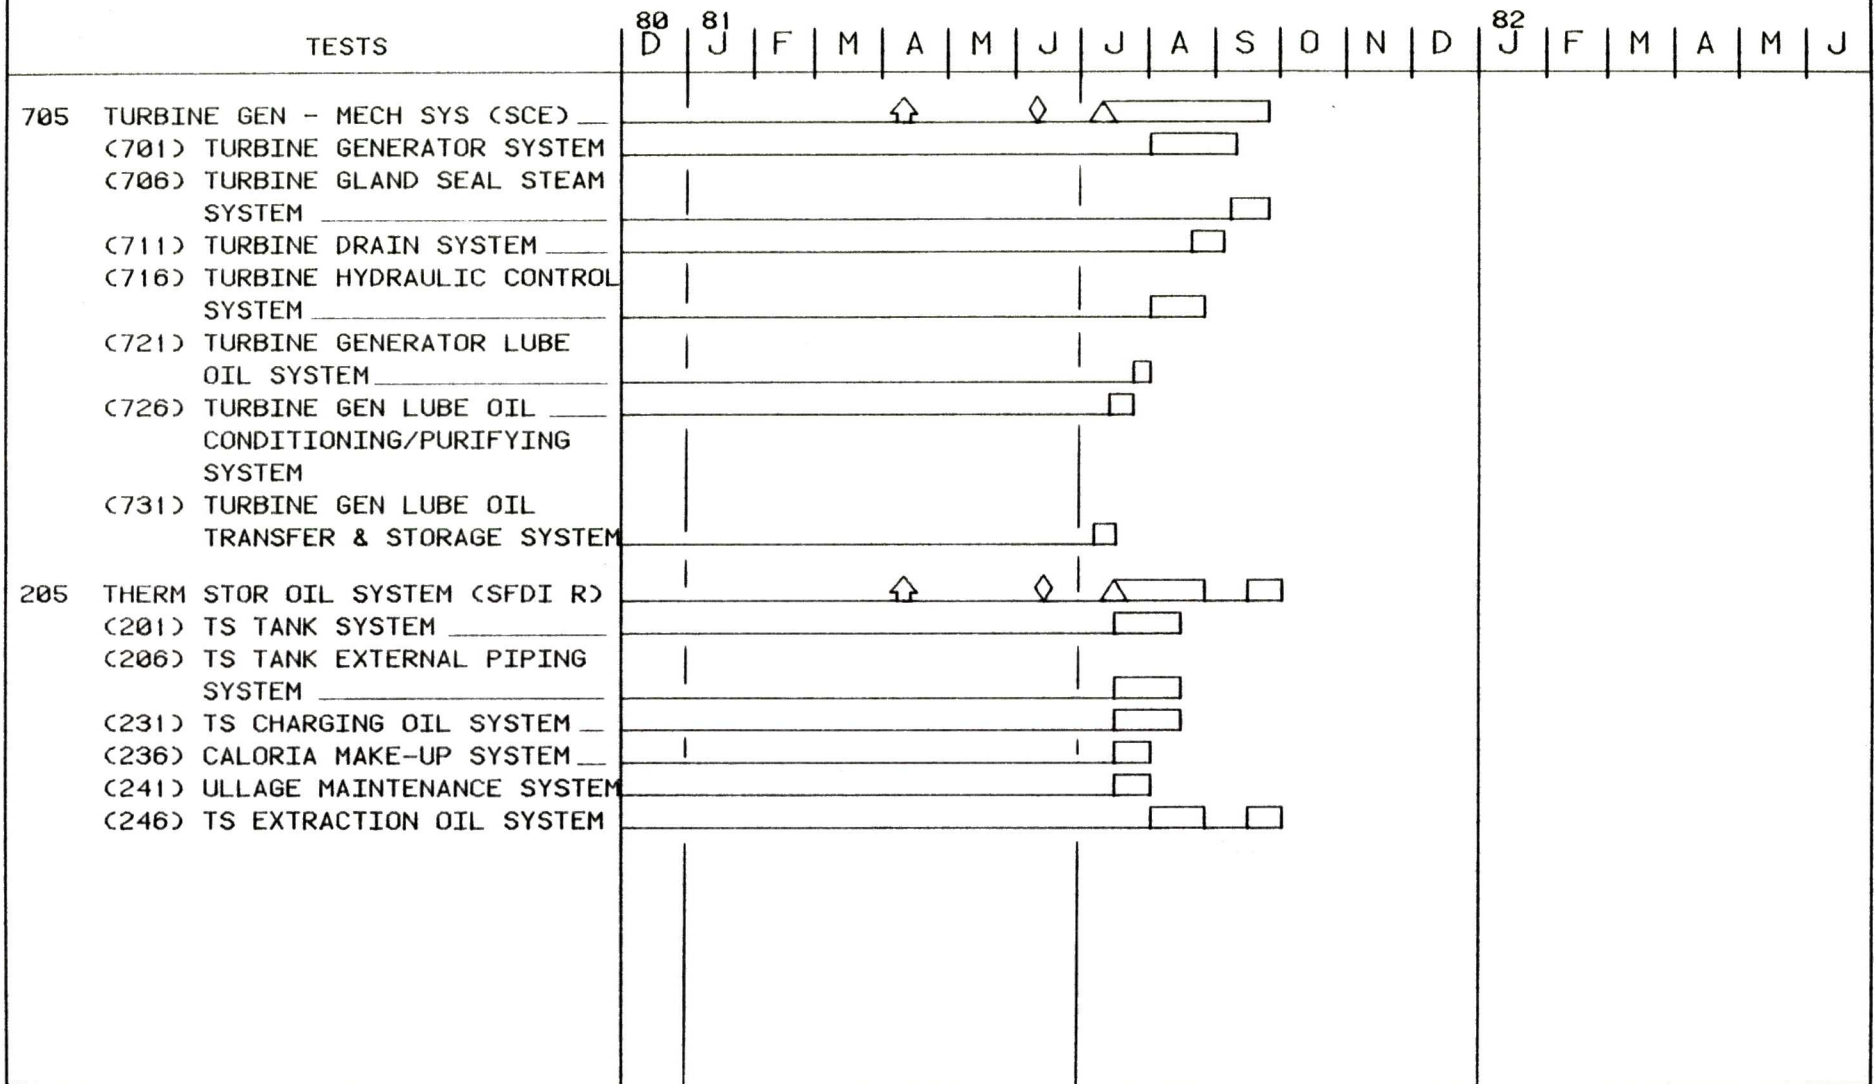 80 81 82
TESTS D J F M A M J J A S O N D J F M A M J
705 TURBINE GEN - MECH SYS (SCE)
(701) TURBINE GENERATOR SYSTEM
(706) TURBINE GLAND SEAL STEAM
SYSTEM
(711) TURBINE DRAIN SYSTEM
(716) TURBINE HYDRAULIC CONTROL
SYSTEM
(721) TURBINE GENERATOR LUBE
OIL SYSTEM
(726) TURBINE GEN LUBE OIL
CONDITIONING/PURIFYING
SYSTEM
(731) TURBINE GEN LUBE OIL
TRANSFER & STORAGE SYSTEM
205 THERM STOR OIL SYSTEM (SFDI R)
(201) TS TANK SYSTEM
(206) TS TANK EXTERNAL PIPING
SYSTEM
(231) TS CHARGING OIL SYSTEM
(236) CALORIA MAKE-UP SYSTEM
(241) ULLAGE MAINTENANCE SYSTEM
(246) TS EXTRACTION OIL SYSTEM